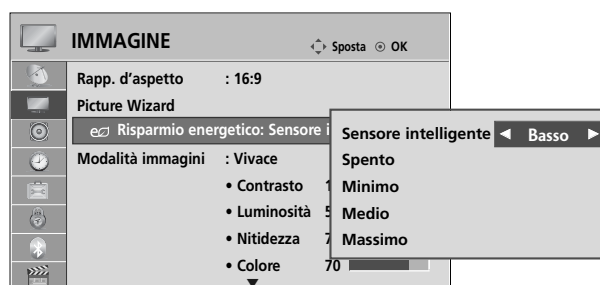 IMMAGINE
Sposta OK
Rapp. d'aspetto : 16:9
Picture Wizard
Risparmio energetico: Sensore i
Modalità immagini : Vivace
• Contrasto 1
• Luminosità 5
• Nitidezza 7
• Colore 70
Sensore intelligente ◄ Basso ►
Spento
Minimo
Medio
Massimo